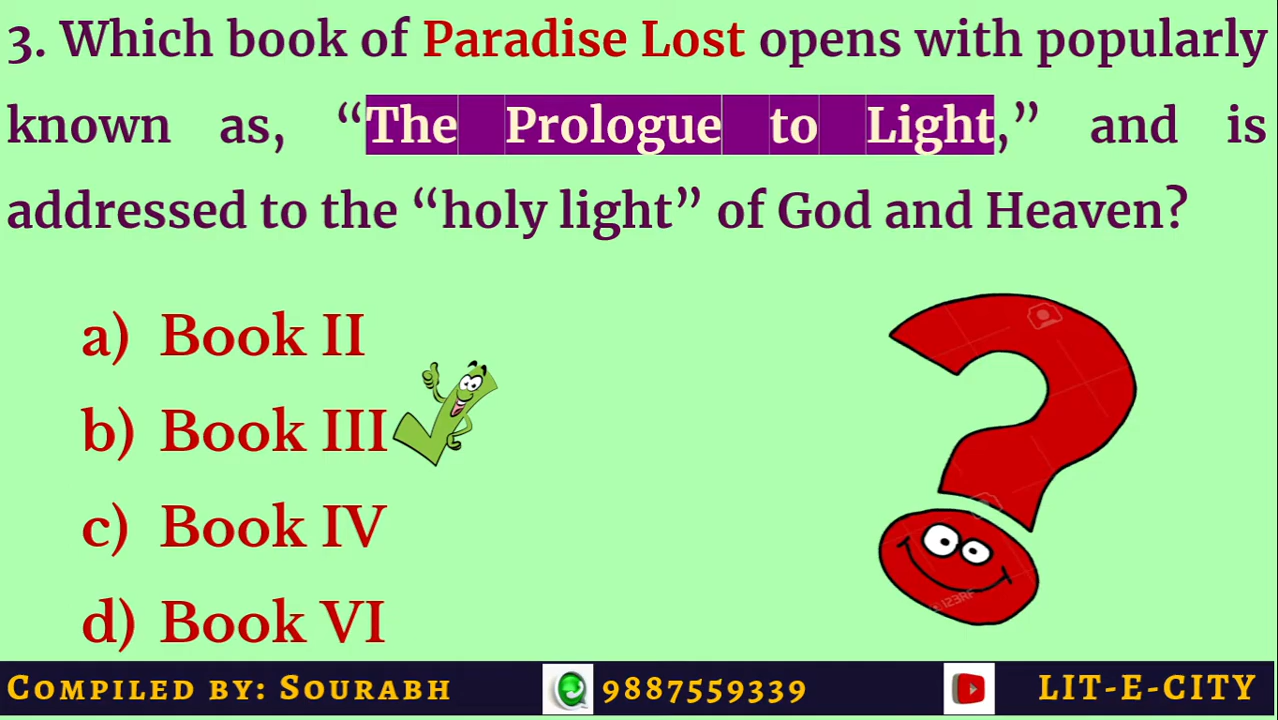 3. Which book of Paradise Lost opens with popularly
known as, “The Prologue to Light,” and is
addressed to the “holy light” of God and Heaven?
a) Book II
b) Book III
c) Book IV
d) Book VI
123RF
COMPILED BY: SOURABH 9887559339 LIT-E-CITY